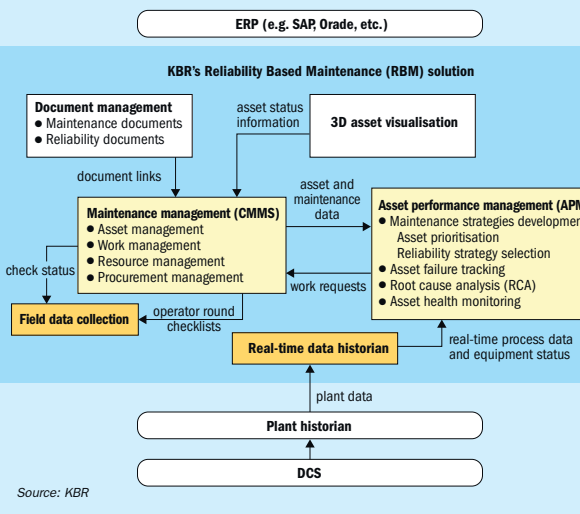 ERP (e.g. SAP, Orade, etc.)
KBR's Reliability Based Maintenance (RBM) solution
Document management
● Maintenance documents
● Reliability documents
asset status
information
3D asset visualisation
document links
asset and
maintenance
data
Maintenance management (CMMS)
● Asset management
● Work management
● Resource management
● Procurement management
Asset performance management (APM
● Maintenance strategies developmen
Asset prioritisation
Reliability strategy selection
● Asset failure tracking
● Root cause analysis (RCA)
● Asset health monitoring
check status
work requests
Field data collection
operator round
checklists
Real-time data historian
real-time process data
and equipment status
plant data
Plant historian
DCS
Source: KBR